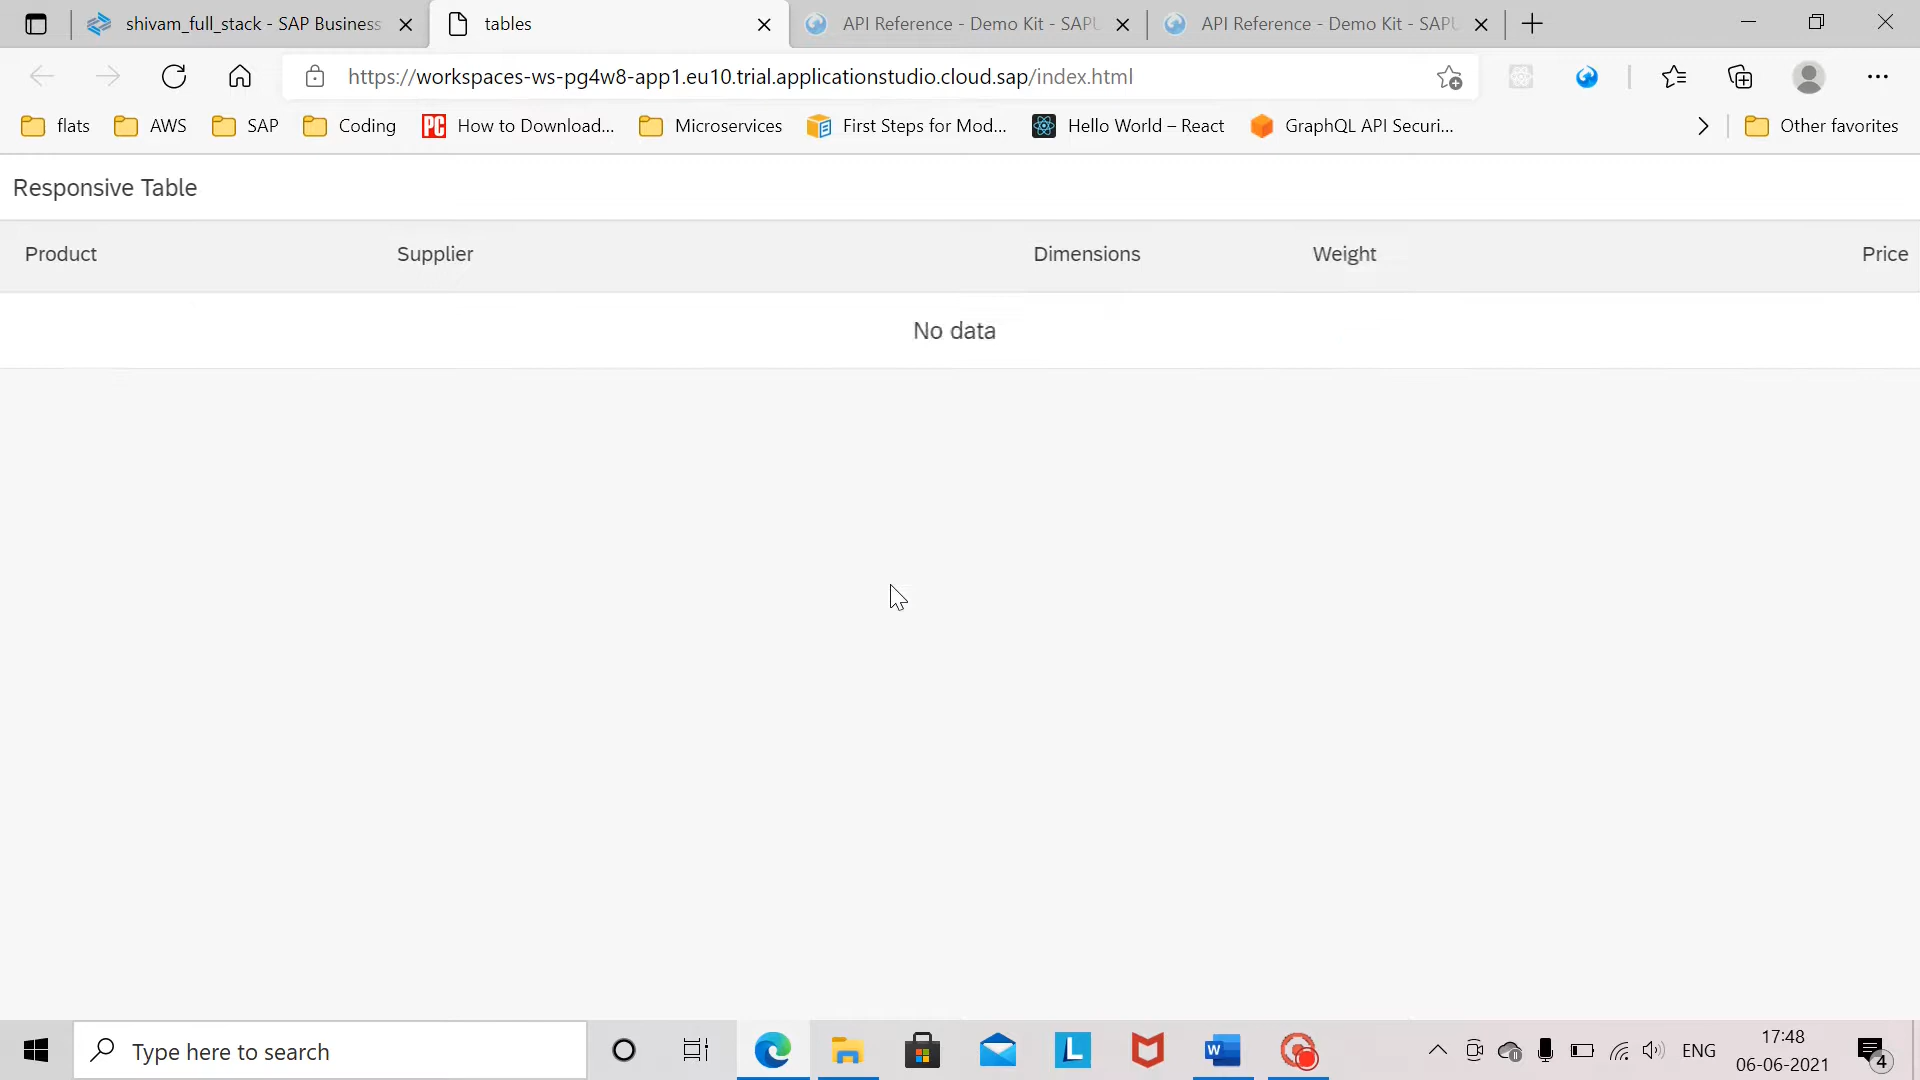 shivam_full_stack - SAP Business
tables
API Reference - Demo Kit - SAPU
API Reference - Demo Kit - SAPU
https://workspaces-ws-pg4w8-app1.eu10.trial.applicationstudio.cloud.sap/index.html
flats
AWS
SAP
Coding
PC
How to Download...
Microservices
First Steps for Mod...
Hello World – React
GraphQL API Securi...
Other favorites
Responsive Table
Product Supplier Dimensions Weight Price
No data
Type here to search
L
W
ENG
17:48
06-06-2021
4